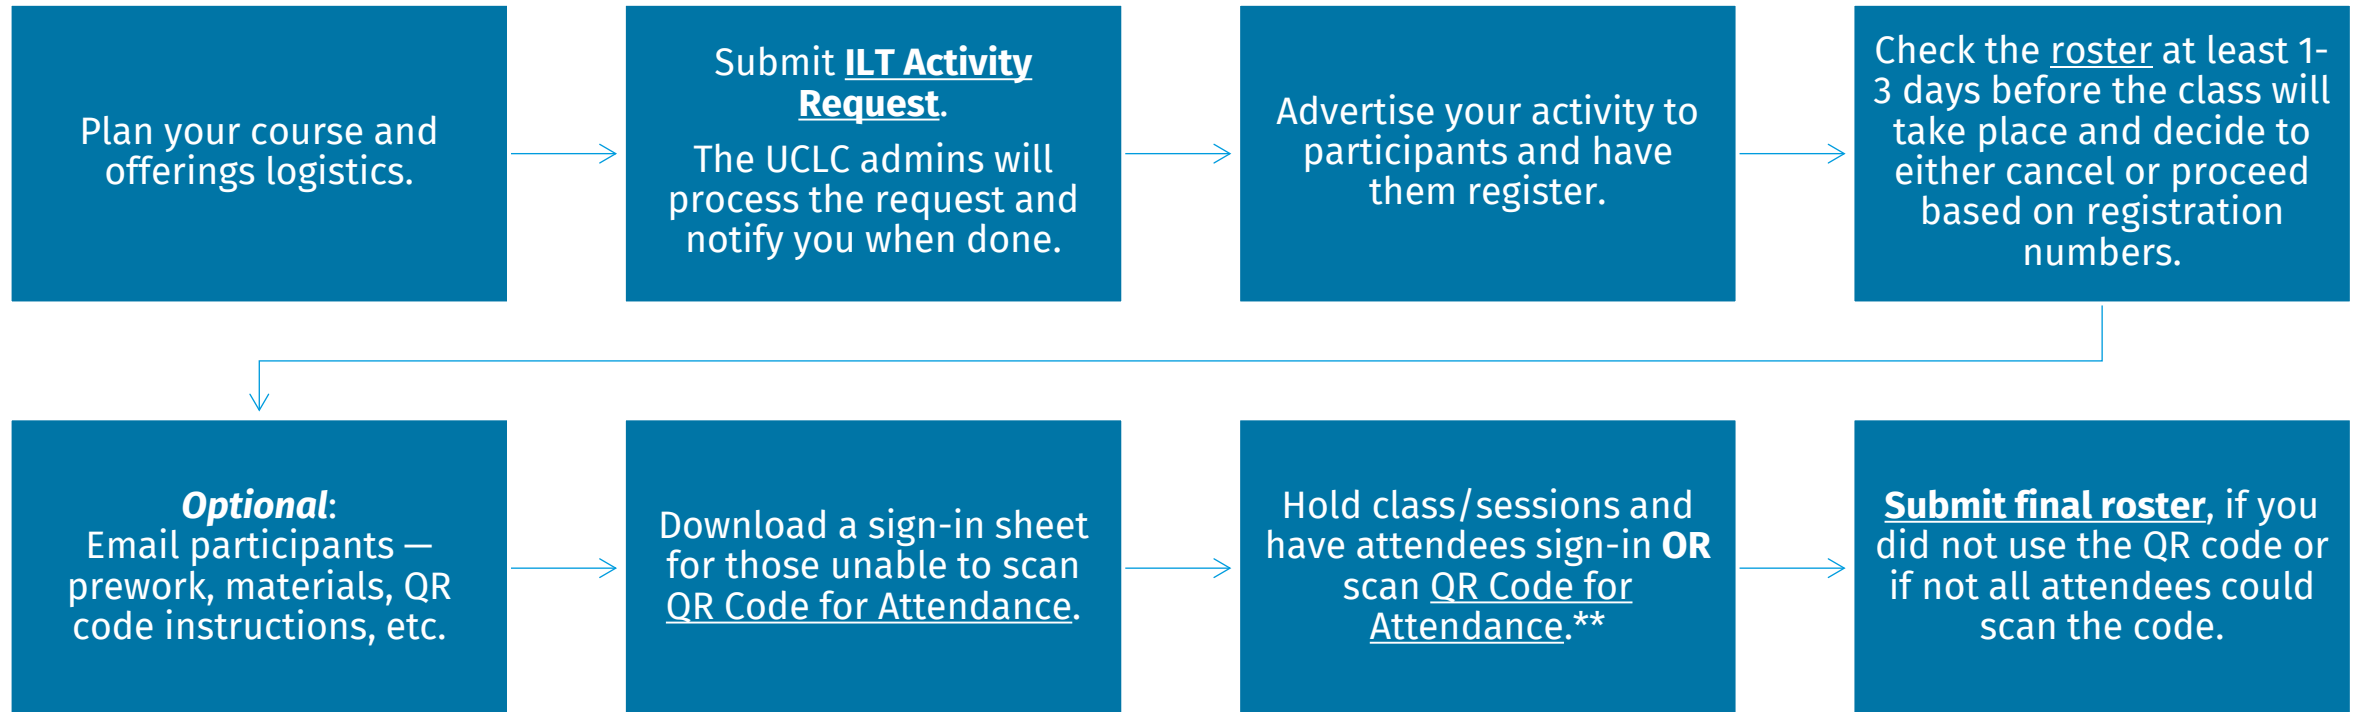 Plan your course and
offerings logistics.
Submit ILT Activity
Request.
The UCLC admins will
process the request and
notify you when done.
Advertise your activity to
participants and have
them register.
Check the roster at least 1-
3 days before the class will
take place and decide to
either cancel or proceed
based on registration
numbers.
Optional:
Email participants —
prework, materials, QR
code instructions, etc.
Download a sign-in sheet
for those unable to scan
QR Code for Attendance.
Hold class/sessions and
have attendees sign-in OR
scan QR Code for
Attendance.**
Submit final roster, if you
did not use the QR code or
if not all attendees could
scan the code.